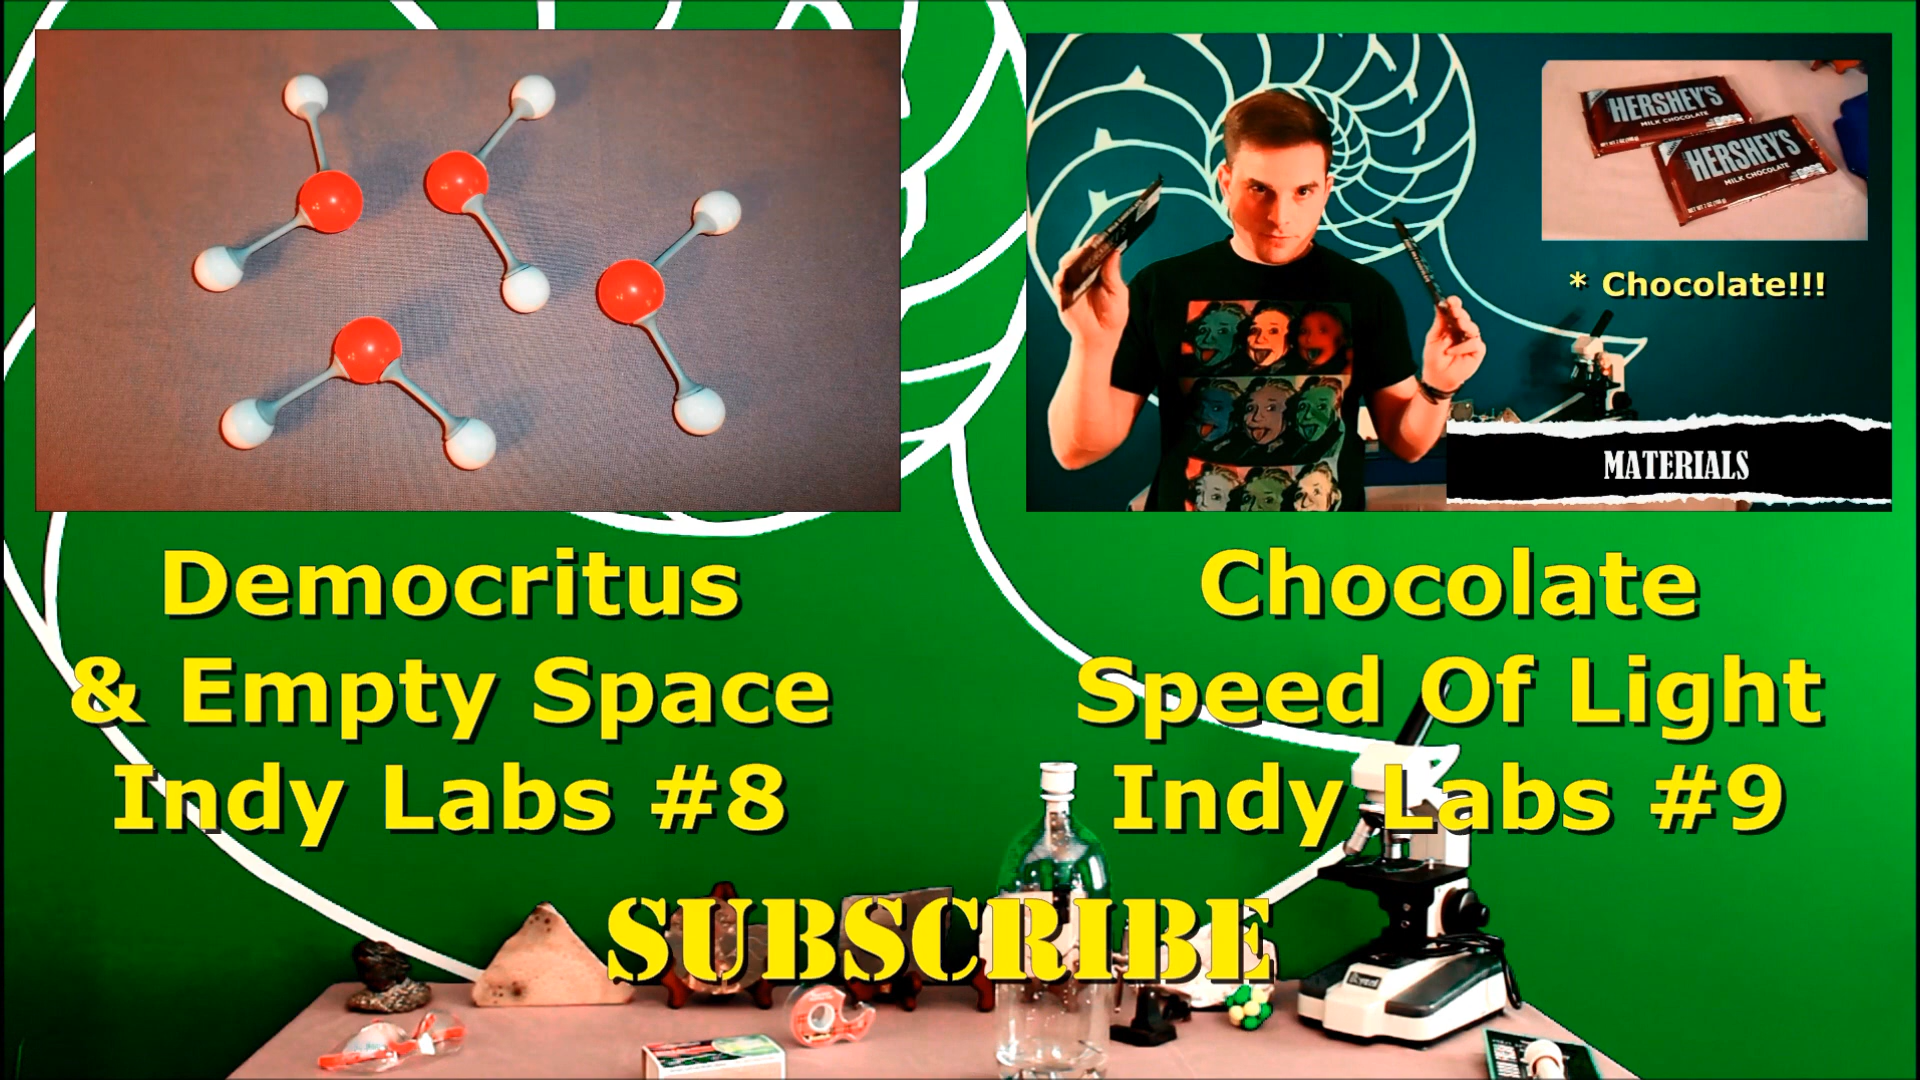 HERSHEY'S
MILK CHOCOLATE
HERSHEY'S
MILK CHOCOLATE
* Chocolate!!!
MATERIALS
Democritus
& Empty Space
Indy Labs #8
Chocolate
Speed Of Light
Indy Labs #9
SUBSCRIBE